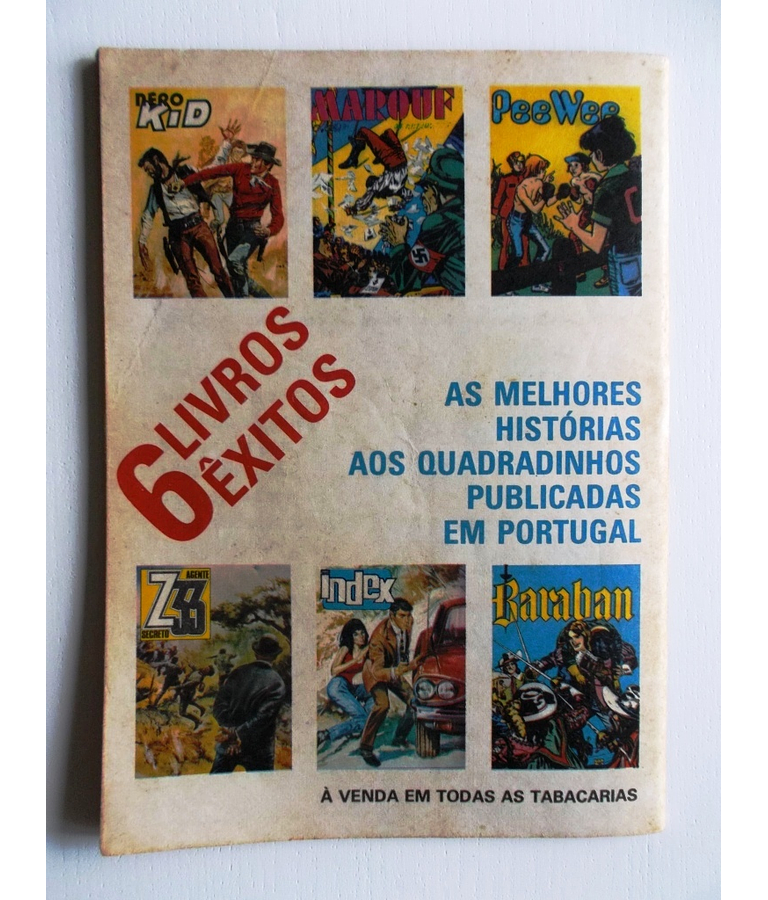 NERO
KID
MAROUF
PeeWee
6 LIVROS
ÊXITOS
AS MELHORES
HISTÓRIAS
AOS QUADRADINHOS
PUBLICADAS
EM PORTUGAL
AGENTE
Z33
SECRETO
index
Baraban
À VENDA EM TODAS AS TABACARIAS